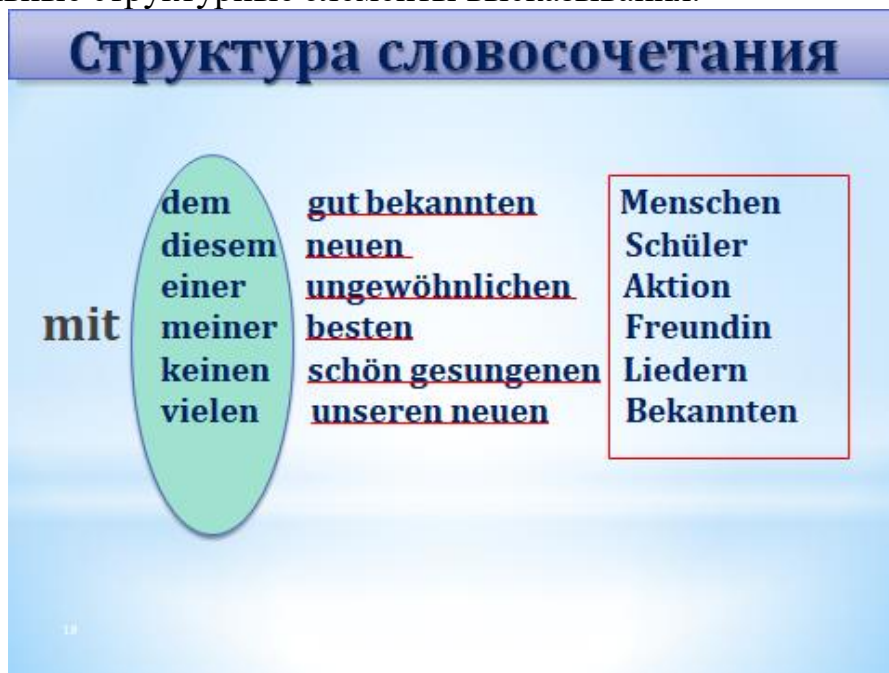 Структура словосочетания
dem gut bekannten Menschen
diesem neuen Schüler
einer ungewöhnlichen Aktion
mit meiner besten Freundin
keinen schön gesungenen Liedern
vielen unseren neuen Bekannten
18